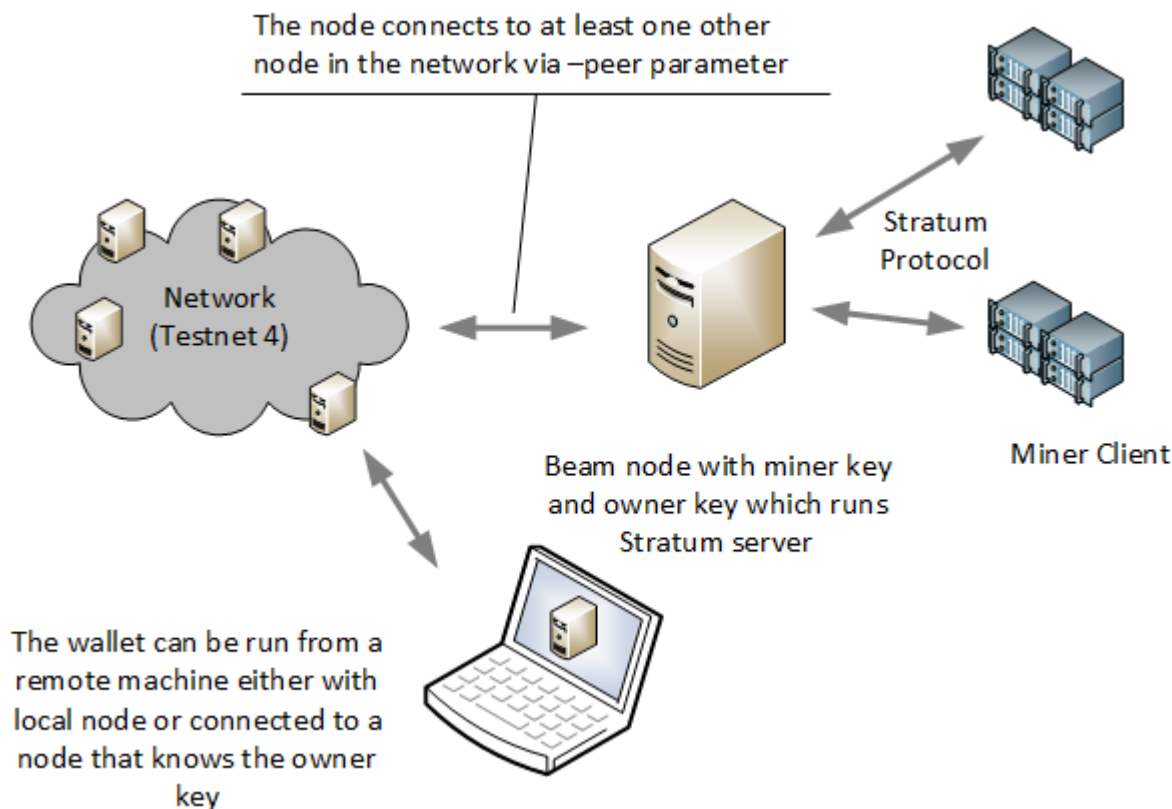 The node connects to at least one other
node in the network via –peer parameter
Network
(Testnet 4)
Stratum
Protocol
Miner Client
Beam node with miner key
and owner key which runs
Stratum server
The wallet can be run from a
remote machine either with
local node or connected to a
node that knows the owner
key